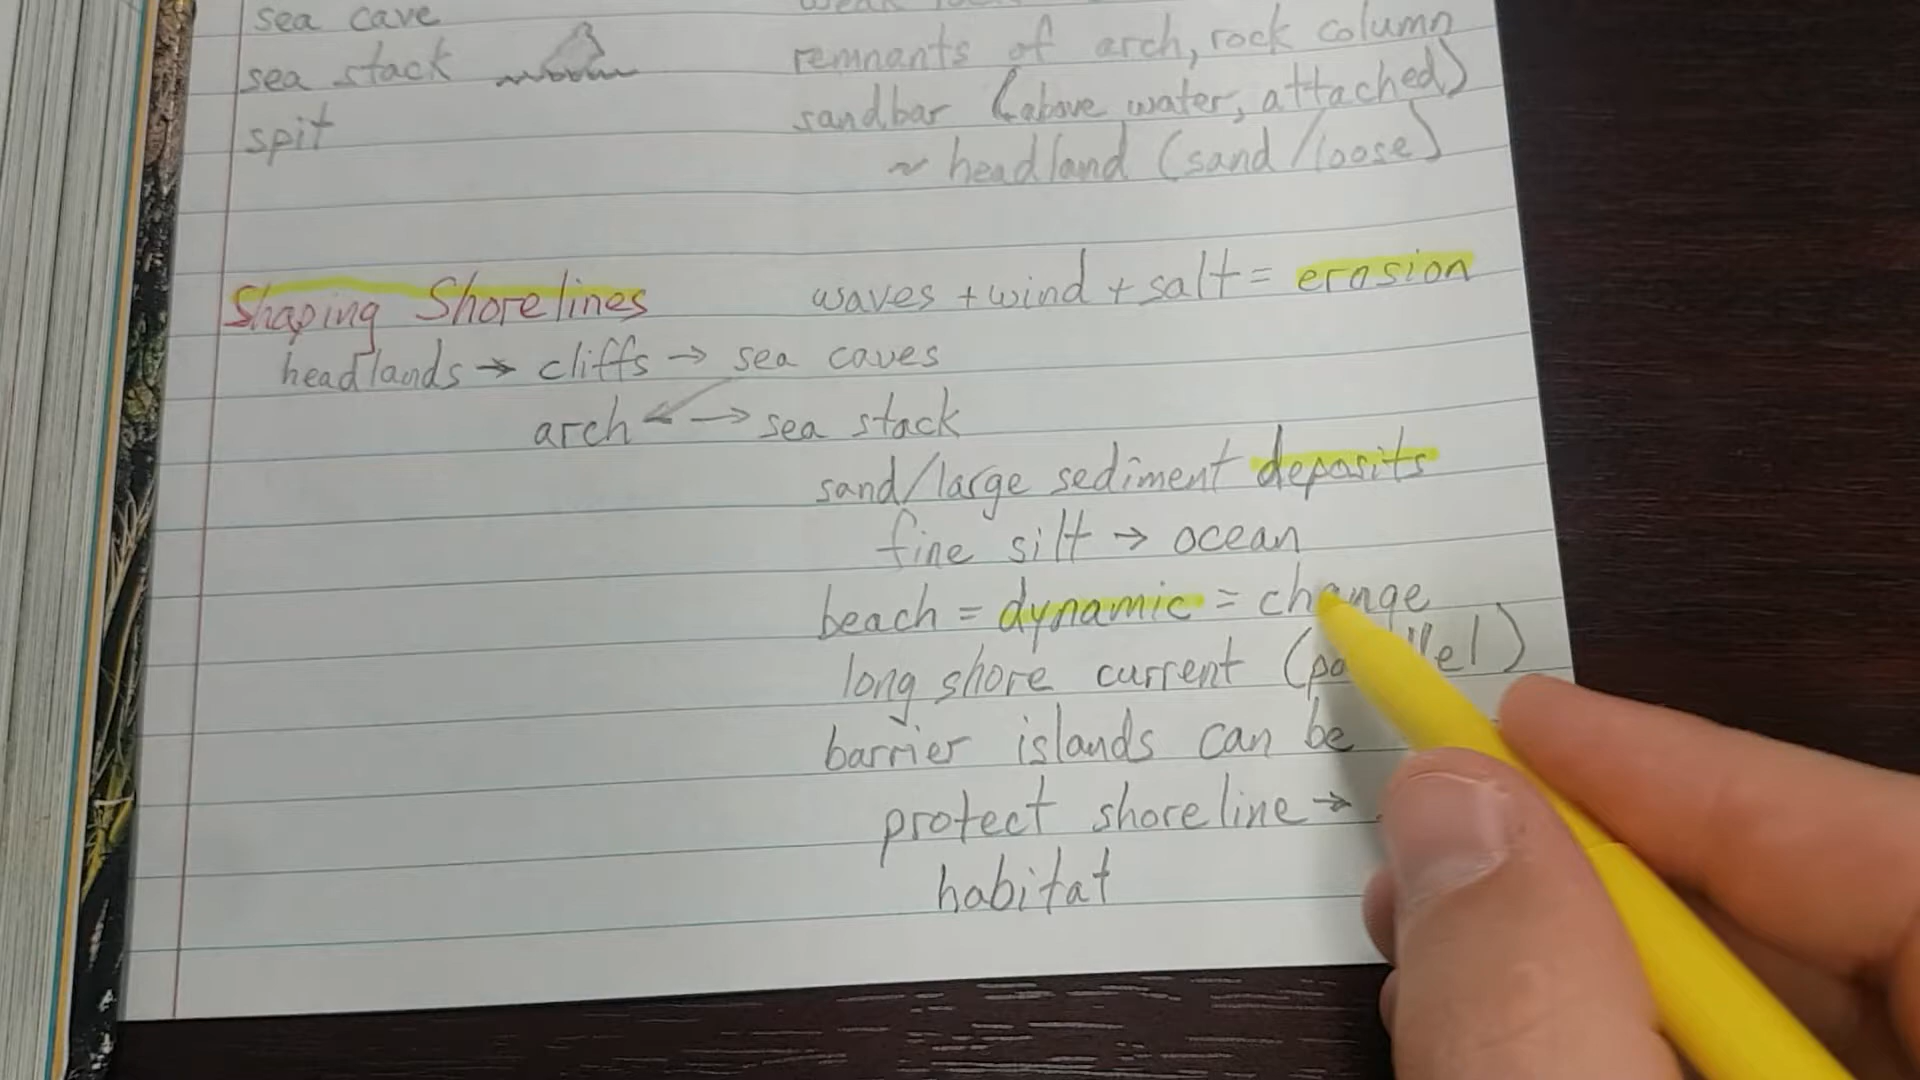 sea cave
sea stack
remnants of arch, rock column
spit
sandbar (above water, attached)
~ headland (sand/loose)
Shaping Shorelines
waves + wind + salt = erosion
headlands → cliffs → sea caves
arch ← → sea stack
sand/large sediment deposits
fine silt → ocean
beach = dynamic = change
long shore current
barrier islands can be
protect shoreline →
habitat